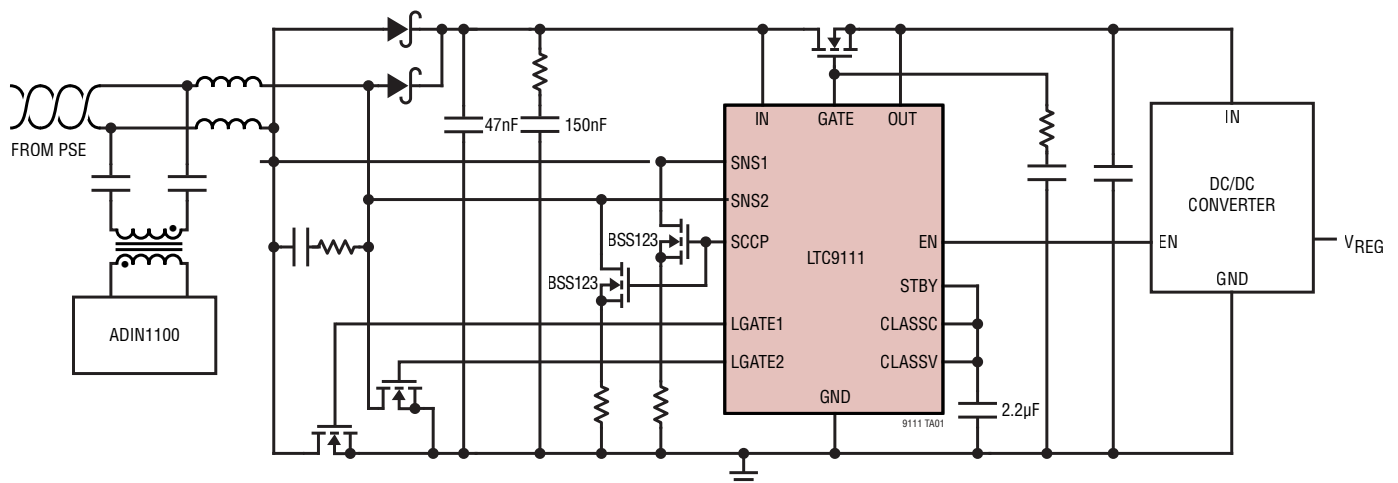 FROM PSE
ADIN1100
47nF
150nF
BSS123
BSS123
IN
GATE
OUT
SNS1
SNS2
SCCP
LGATE1
LGATE2
LTC9111
EN
STBY
CLASSC
CLASSV
GND
9111 TA01
2.2µF
IN
DC/DC
CONVERTER
EN
GND
VREG